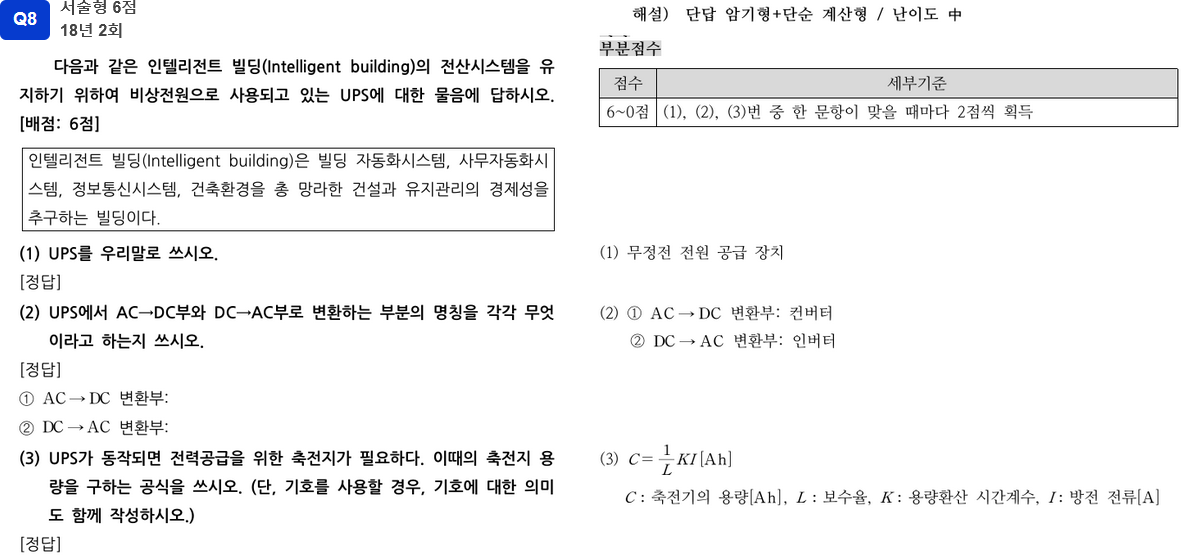 Q8
서술형 6점
18년 2회
다음과 같은 인텔리전트 빌딩(Intelligent building)의 전산시스템을 유
지하기 위하여 비상전원으로 사용되고 있는 UPS에 대한 물음에 답하시오.
[배점: 6점]
인텔리전트 빌딩(Intelligent building)은 빌딩 자동화시스템, 사무자동화시
스템, 정보통신시스템, 건축환경을 총 망라한 건설과 유지관리의 경제성을
추구하는 빌딩이다.
(1) UPS를 우리말로 쓰시오.
[정답]
(2) UPS에서 AC→DC부와 DC→AC부로 변환하는 부분의 명칭을 각각 무엇
이라고 하는지 쓰시오.
[정답]
① AC→DC 변환부:
② DC→AC 변환부:
(3) UPS가 동작되면 전력공급을 위한 축전지가 필요하다. 이때의 축전지 용
량을 구하는 공식을 쓰시오. (단, 기호를 사용할 경우, 기호에 대한 의미
도 함께 작성하시오.)
[정답]
해설) 단답 암기형+단순 계산형 / 난이도 中
부분점수
점수 세부기준
6~0점 (1), (2), (3)번 중 한 문항이 맞을 때마다 2점씩 획득
(1) 무정전 전원 공급 장치
(2) ① AC→DC 변환부: 컨버터
② DC→AC 변환부: 인버터
(3) C=1/L KI[Ah]
C: 축전기의 용량[Ah], L: 보수율, K: 용량환산 시간계수, I: 방전 전류[A]